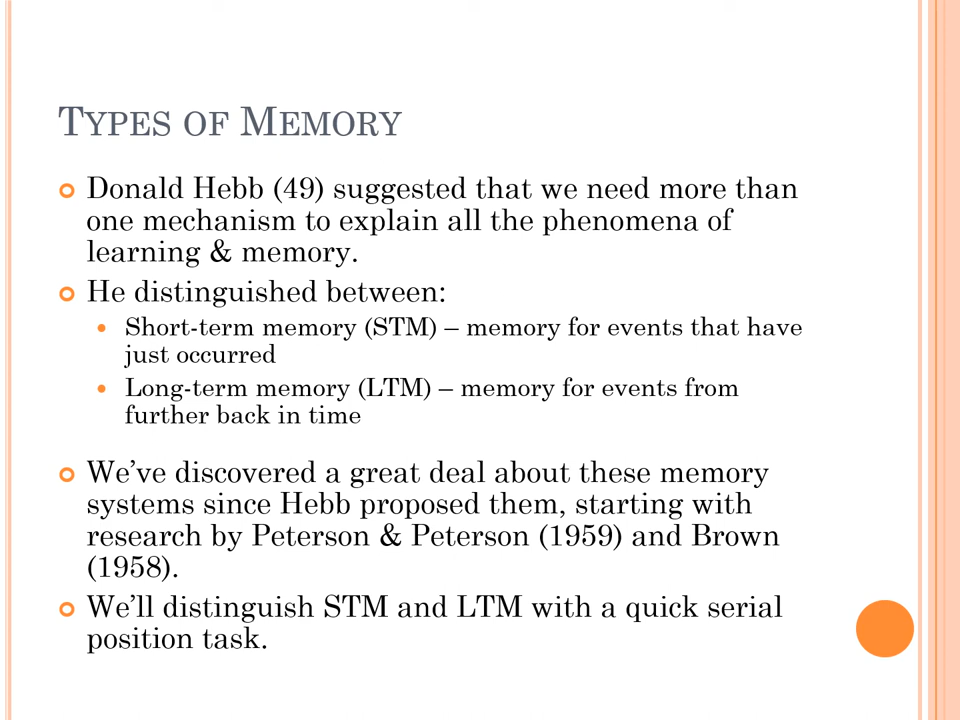 TYPES OF MEMORY
Donald Hebb (49) suggested that we need more than
one mechanism to explain all the phenomena of
learning & memory.
He distinguished between:
Short-term memory (STM) – memory for events that have
just occurred
Long-term memory (LTM) – memory for events from
further back in time
We’ve discovered a great deal about these memory
systems since Hebb proposed them, starting with
research by Peterson & Peterson (1959) and Brown
(1958).
We’ll distinguish STM and LTM with a quick serial
position task.